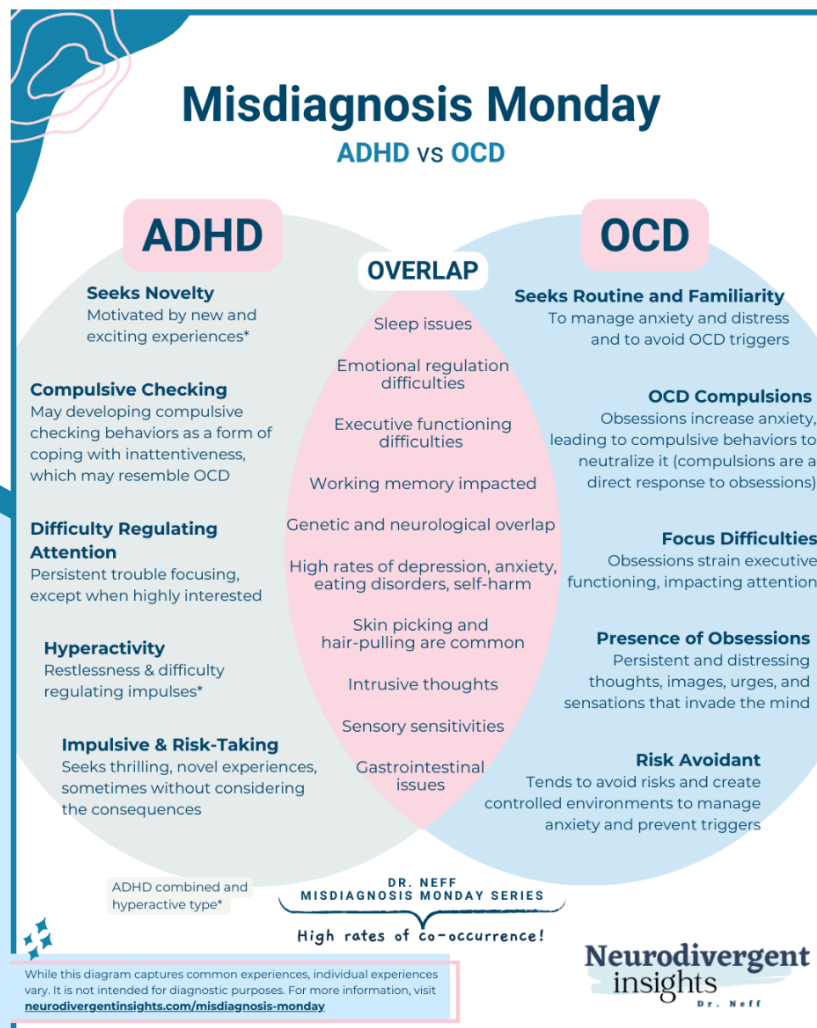 Misdiagnosis Monday
ADHD vs OCD
ADHD
Seeks Novelty
Motivated by new and
exciting experiences*
Compulsive Checking
May developing compulsive
checking behaviors as a form of
coping with inattentiveness,
which may resemble OCD
Difficulty Regulating
Attention
Persistent trouble focusing,
except when highly interested
Hyperactivity
Restlessness & difficulty
regulating impulses*
Impulsive & Risk-Taking
Seeks thrilling, novel experiences,
sometimes without considering
the consequences
OVERLAP
Sleep issues
Emotional regulation
difficulties
Executive functioning
difficulties
Working memory impacted
Genetic and neurological overlap
High rates of depression, anxiety,
eating disorders, self-harm
Skin picking and
hair-pulling are common
Intrusive thoughts
Sensory sensitivities
Gastrointestinal
issues
OCD
Seeks Routine and Familiarity
To manage anxiety and distress
and to avoid OCD triggers
OCD Compulsions
Obsessions increase anxiety,
leading to compulsive behaviors to
neutralize it (compulsions are a
direct response to obsessions)
Focus Difficulties
Obsessions strain executive
functioning, impacting attention
Presence of Obsessions
Persistent and distressing
thoughts, images, urges, and
sensations that invade the mind
Risk Avoidant
Tends to avoid risks and create
controlled environments to manage
anxiety and prevent triggers
ADHD combined and
hyperactive type*
DR. NEFF
MISDIAGNOSIS MONDAY SERIES
High rates of co-occurrence!
While this diagram captures common experiences, individual experiences
vary. It is not intended for diagnostic purposes. For more information, visit
neurodivergentinsights.com/misdiagnosis-monday
Neurodivergent
insights
Dr. Neff